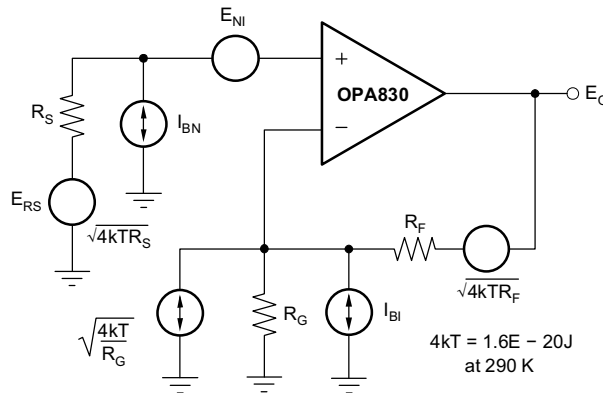 E_NI
+
OPA830
E_O
R_S
I_BN
−
E_RS
√4kTR_S
R_F
√4kTR_F
√4kT/R_G
R_G
I_BI
4kT = 1.6E − 20J
at 290 K